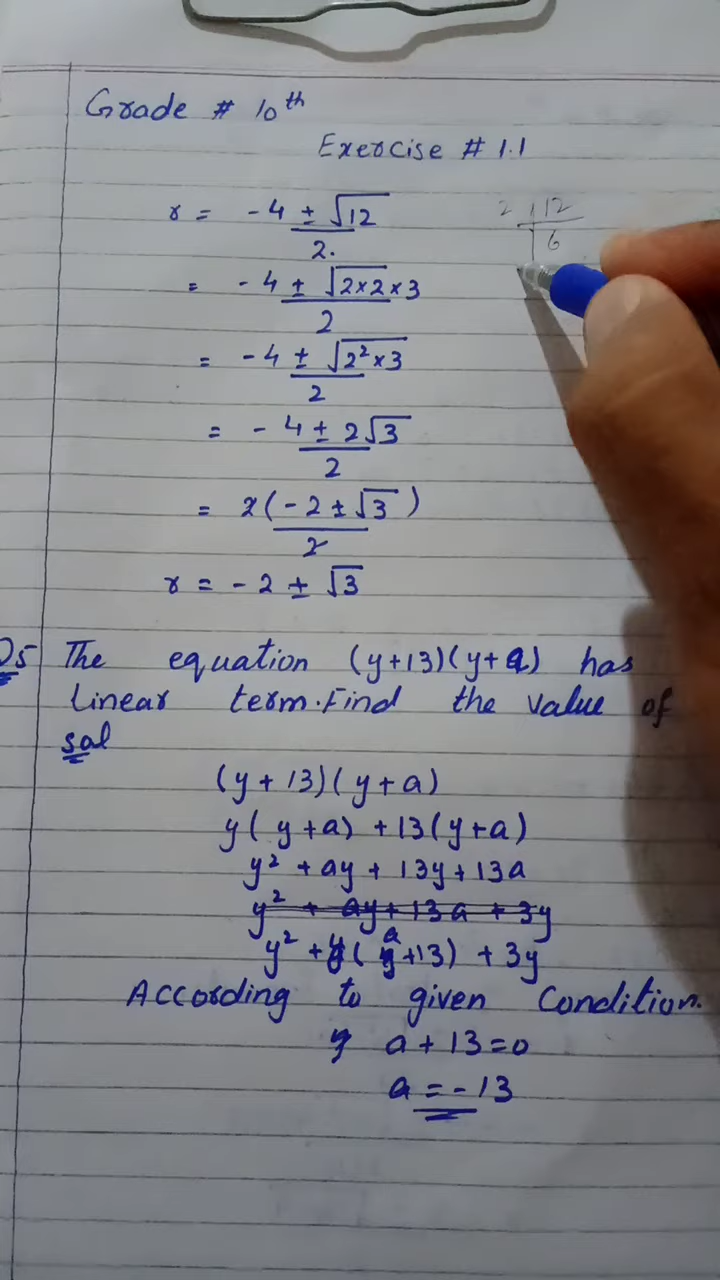 Grade # 10th
Exercise # 1.1
x = -4 ± √12
2.
2 | 12
6
= -4 ± √2×2×3
2
= -4 ± √2²×3
2
= -4 ± 2√3
2
= 2(-2 ± √3)
2
x = -2 ± √3
Q5 The equation (y+13)(y+a) has
linear term. Find the value of
sol
(y+13)(y+a)
y(y+a) +13(y+a)
y² + ay + 13y + 13a
y² + ay + 13a + 3y
y² + y(a+13) + 3y
According to given Condition.
y a + 13 = 0
a = -13